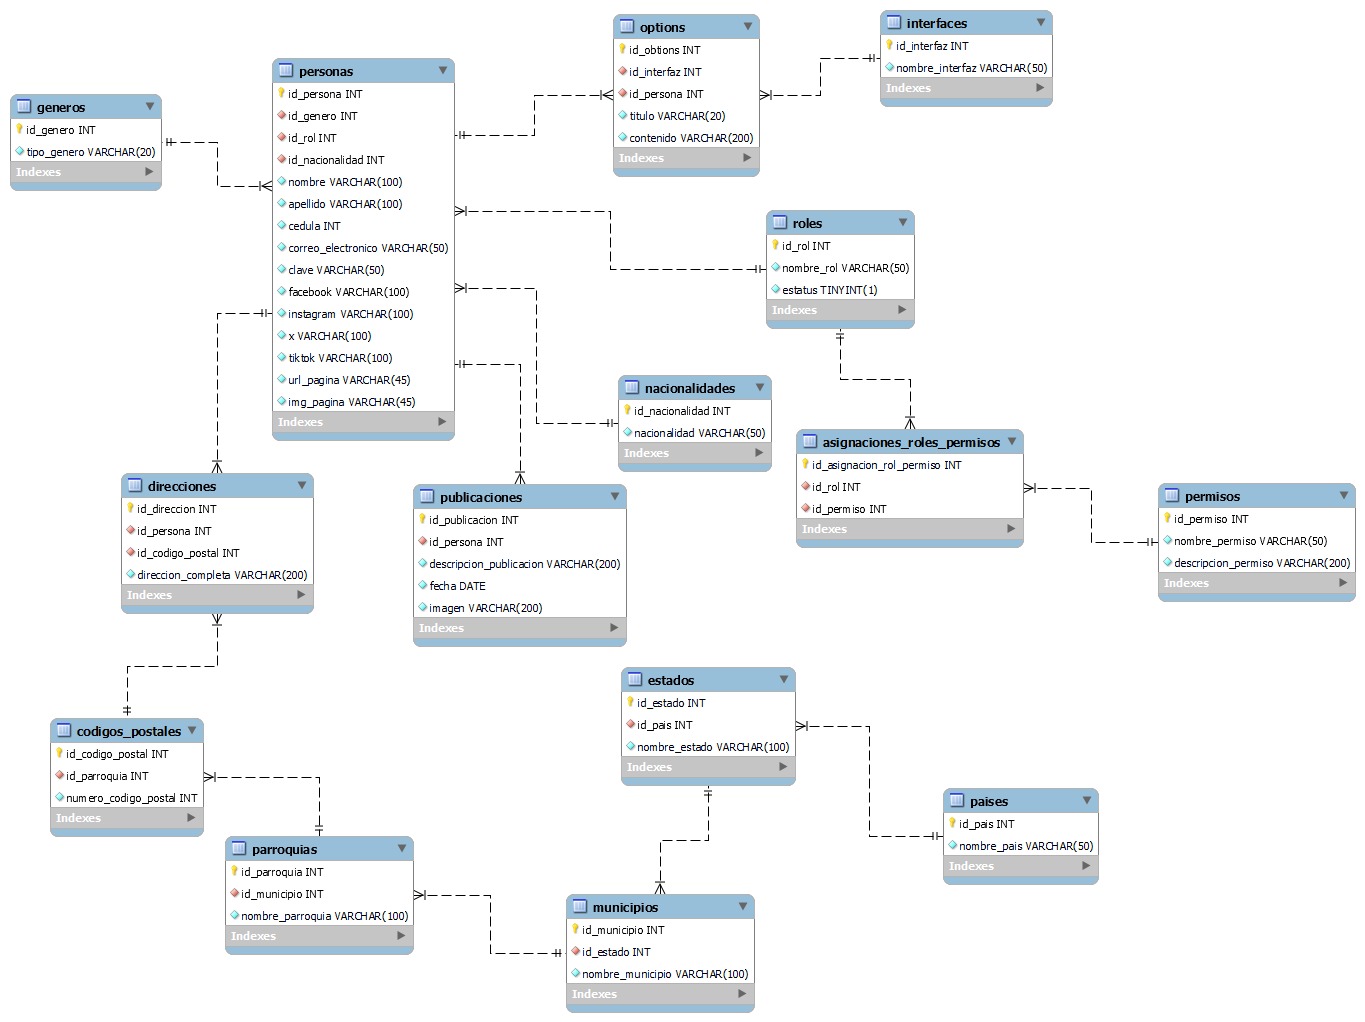 generos
id_genero INT
tipo_genero VARCHAR(20)
Indexes
personas
id_persona INT
id_genero INT
id_rol INT
id_nacionalidad INT
nombre VARCHAR(100)
apellido VARCHAR(100)
cedula INT
correo_electronico VARCHAR(50)
clave VARCHAR(50)
facebook VARCHAR(100)
instagram VARCHAR(100)
x VARCHAR(100)
tiktok VARCHAR(100)
url_pagina VARCHAR(45)
img_pagina VARCHAR(45)
Indexes
options
id_obtions INT
id_interfaz INT
id_persona INT
titulo VARCHAR(20)
contenido VARCHAR(200)
Indexes
interfaces
id_interfaz INT
nombre_interfaz VARCHAR(50)
Indexes
roles
id_rol INT
nombre_rol VARCHAR(50)
estatus TINYINT(1)
Indexes
nacionalidades
id_nacionalidad INT
nacionalidad VARCHAR(50)
Indexes
asignaciones_roles_permisos
id_asignacion_rol_permiso INT
id_rol INT
id_permiso INT
Indexes
permisos
id_permiso INT
nombre_permiso VARCHAR(50)
descripcion_permiso VARCHAR(200)
Indexes
direcciones
id_direccion INT
id_persona INT
id_codigo_postal INT
direccion_completa VARCHAR(200)
Indexes
publicaciones
id_publicacion INT
id_persona INT
descripcion_publicacion VARCHAR(200)
fecha DATE
imagen VARCHAR(200)
Indexes
codigos_postales
id_codigo_postal INT
id_parroquia INT
numero_codigo_postal INT
Indexes
parroquias
id_parroquia INT
id_municipio INT
nombre_parroquia VARCHAR(100)
Indexes
estados
id_estado INT
id_pais INT
nombre_estado VARCHAR(100)
Indexes
paises
id_pais INT
nombre_pais VARCHAR(50)
Indexes
municipios
id_municipio INT
id_estado INT
nombre_municipio VARCHAR(100)
Indexes